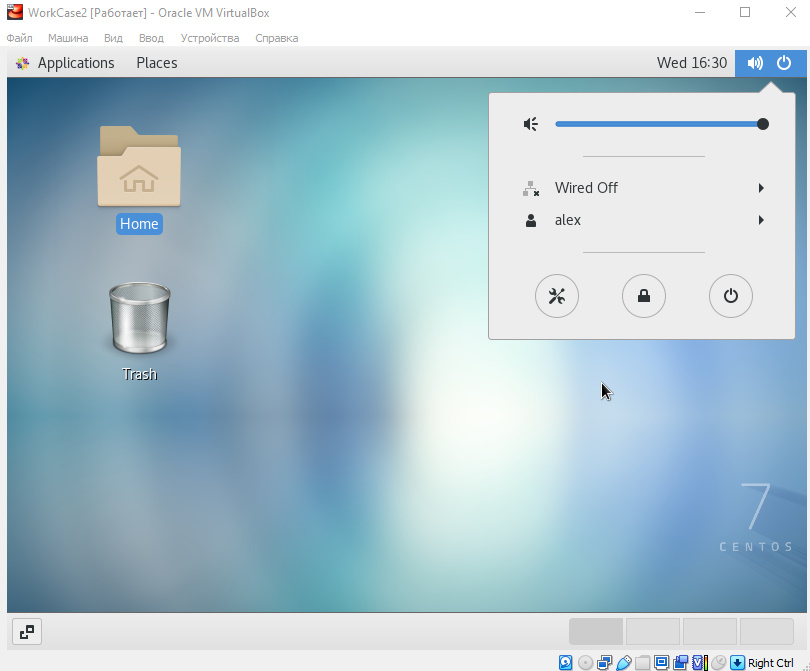 WorkCase2 [Работает] - Oracle VM VirtualBox
Файл Машина Вид Ввод Устройства Справка
Applications Places Wed 16:30
Wired Off
alex
Home
Trash
7
CENTOS
Right Ctrl